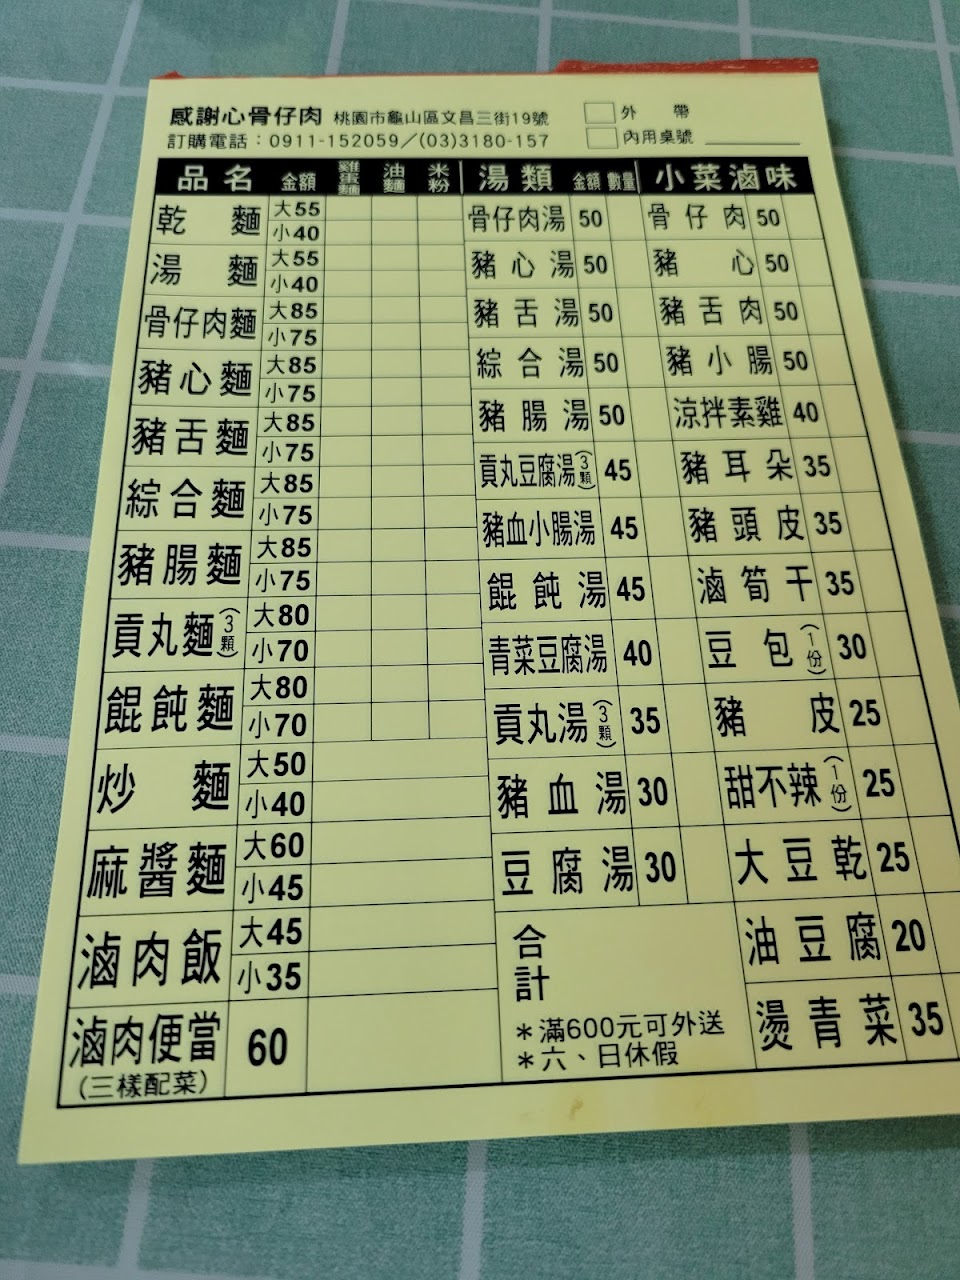 感謝心骨仔肉 桃園市龜山區文昌三街19號 外 帶
訂購電話：0911-152059／(03)3180-157 內用桌號
品名 金額 雞蛋麵 油麵 米粉 湯類 金額 數量 小菜滷味
乾麵 大55 小40 骨仔肉湯 50 骨仔肉 50
湯麵 大55 小40 豬心湯 50 豬心 50
骨仔肉麵 大85 小75 豬舌湯 50 豬舌肉 50
豬心麵 大85 小75 綜合湯 50 豬小腸 50
豬舌麵 大85 小75 豬腸湯 50 涼拌素雞 40
綜合麵 大85 小75 貢丸豆腐湯(3顆) 45 豬耳朵 35
豬腸麵 大85 小75 豬血小腸湯 45 豬頭皮 35
貢丸麵(3顆) 大80 小70 餛飩湯 45 滷筍干 35
餛飩麵 大80 小70 青菜豆腐湯 40 豆包(1份) 30
炒麵 大50 小40 貢丸湯(3顆) 35 豬皮 25
麻醬麵 大60 小45 豬血湯 30 甜不辣(1份) 25
滷肉飯 大45 小35 豆腐湯 30 大豆乾 25
滷肉便當 60 合計 油豆腐 20
(三樣配菜) ＊滿600元可外送 燙青菜 35
＊六、日休假